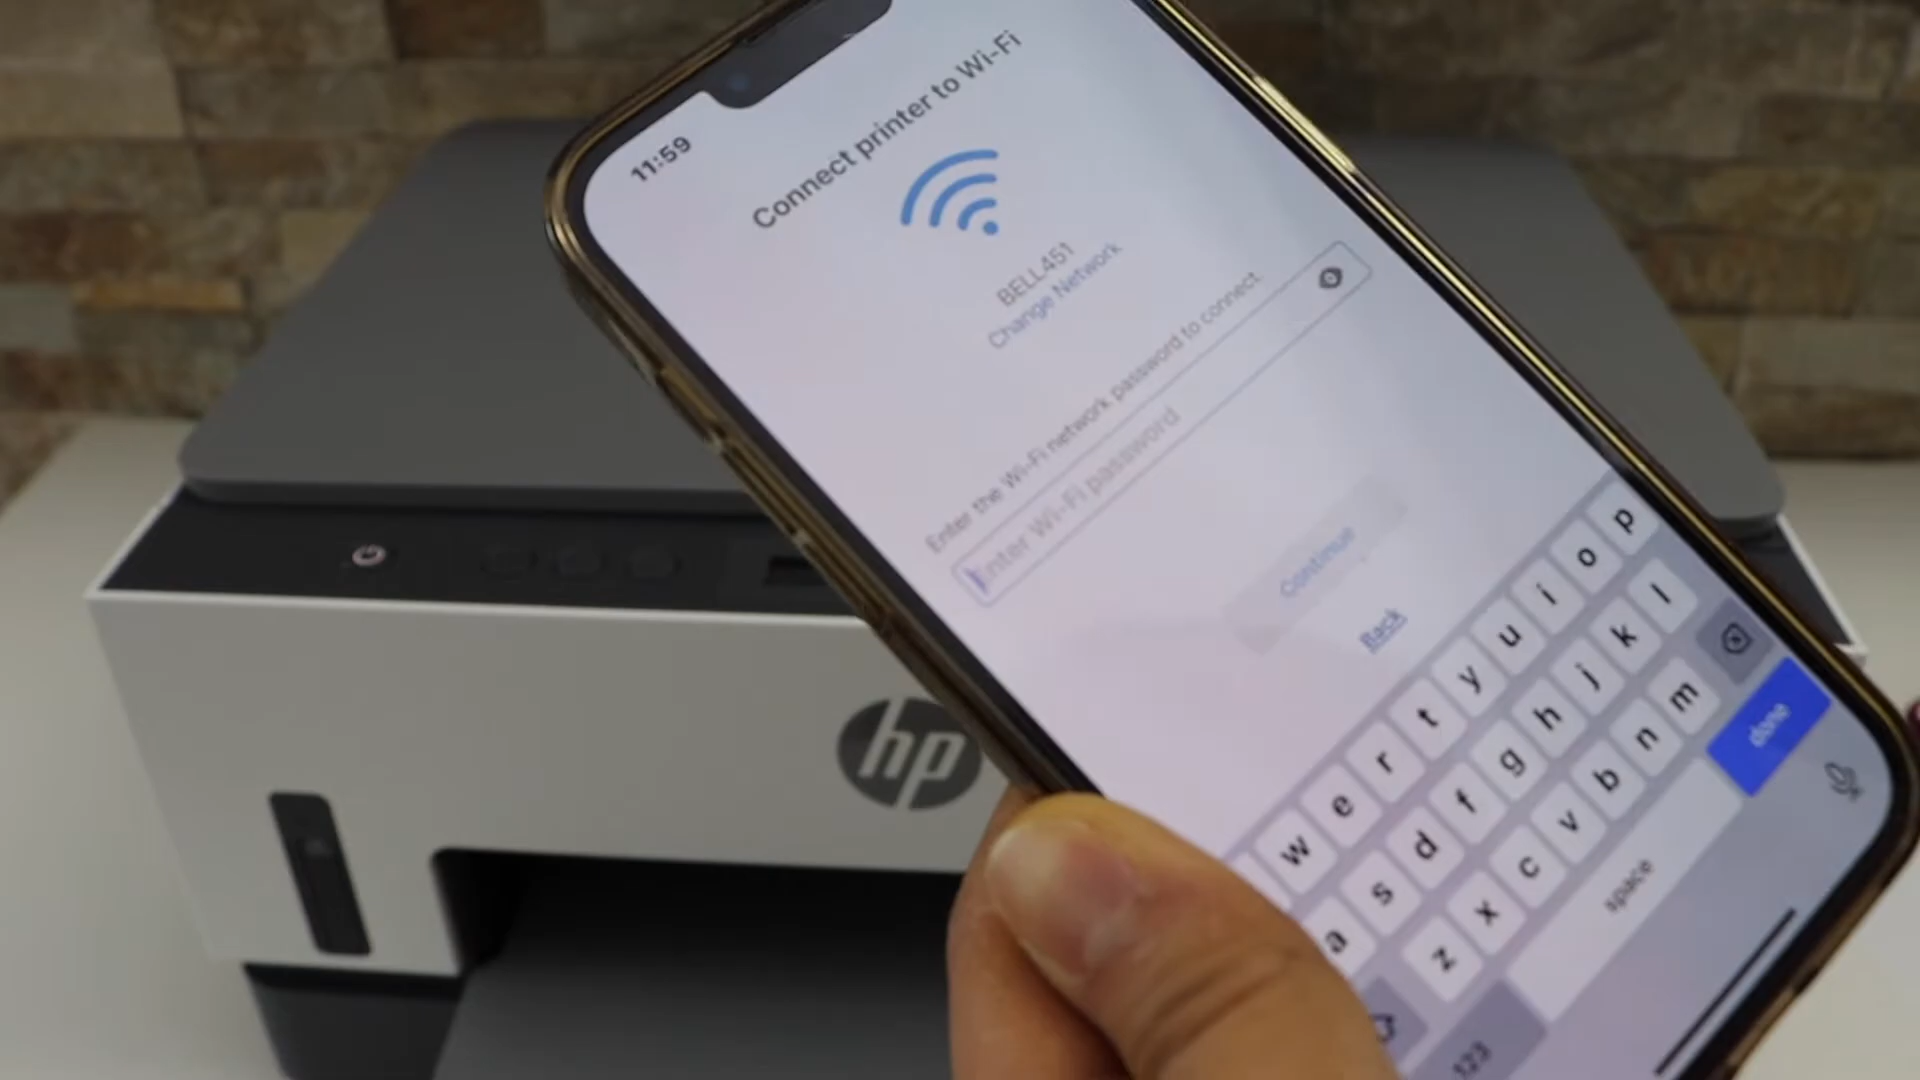 11:59
Connect printer to Wi-Fi
BELL451
Change Network
Enter the Wi-Fi network password to connect.
Enter Wi-Fi password
Continue
Back
w e r t y u i o p
a s d f g h j k l
z x c v b n m
123 space done
hp